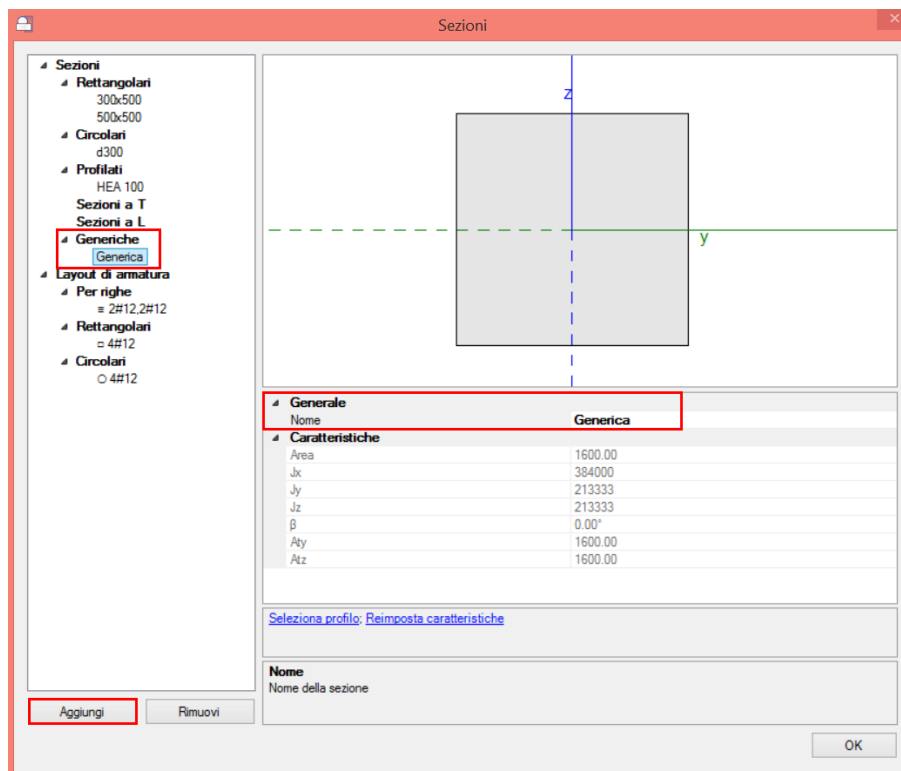 Sezioni
Sezioni
Rettangolari
300x500
500x500
Circolari
d300
Profilati
HEA 100
Sezioni a T
Sezioni a L
Generiche
Generica
Layout di armatura
Per righe
2#12,2#12
Rettangolari
4#12
Circolari
4#12
Aggiungi
Rimuovi
z
y
Generale
Nome Generica
Caratteristiche
Area 1600.00
Jx 384000
Jy 213333
Jz 213333
β 0.00°
Aty 1600.00
Atz 1600.00
Seleziona profilo; Reimposta caratteristiche
Nome
Nome della sezione
OK